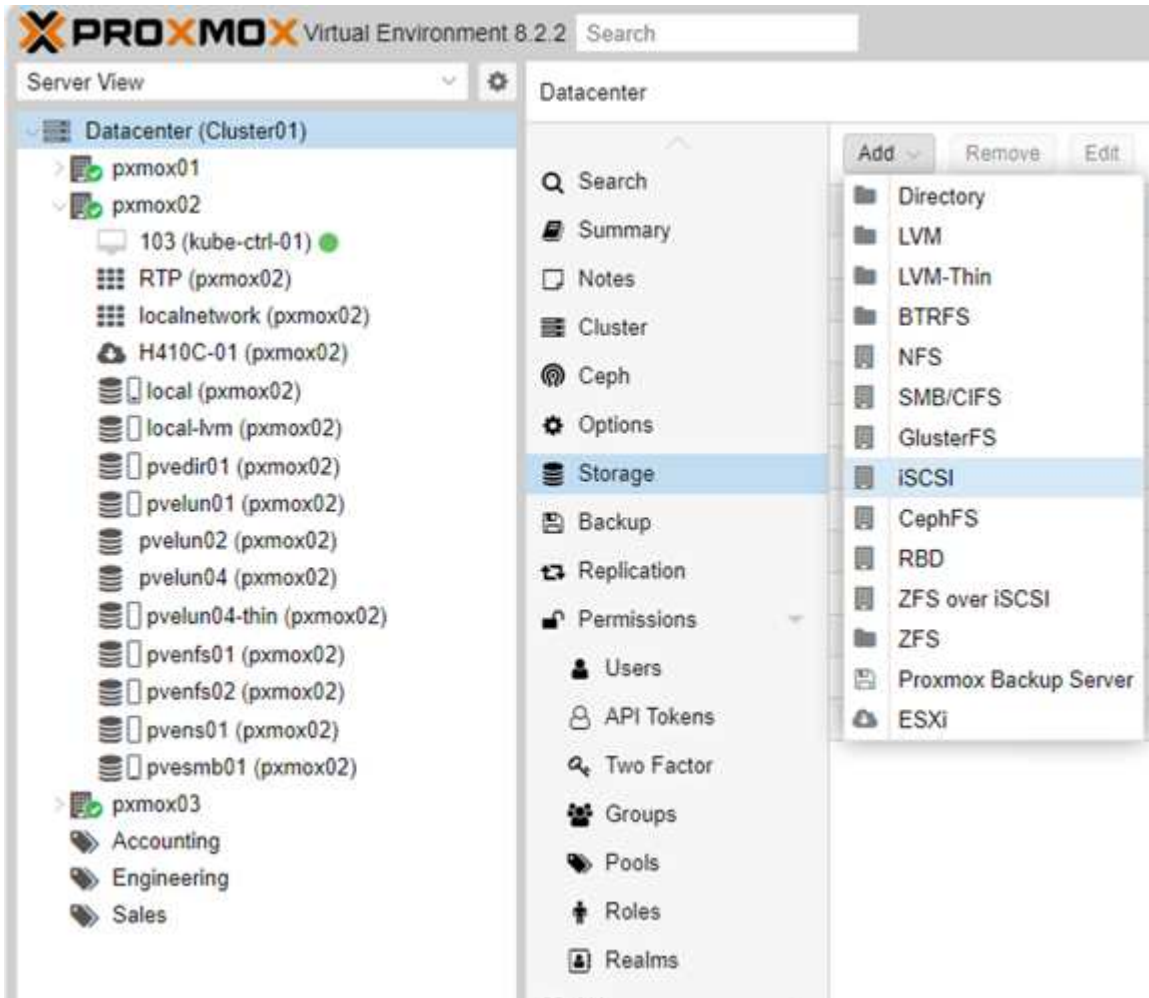 PROXMOX Virtual Environment 8.2.2 Search
Server View
Datacenter (Cluster01)
pxmox01
pxmox02
103 (kube-ctrl-01)
RTP (pxmox02)
localnetwork (pxmox02)
H410C-01 (pxmox02)
local (pxmox02)
local-lvm (pxmox02)
pvedir01 (pxmox02)
pvelun01 (pxmox02)
pvelun02 (pxmox02)
pvelun04 (pxmox02)
pvelun04-thin (pxmox02)
pvenfs01 (pxmox02)
pvenfs02 (pxmox02)
pvens01 (pxmox02)
pvesmb01 (pxmox02)
pxmox03
Accounting
Engineering
Sales
Datacenter
Search
Summary
Notes
Cluster
Ceph
Options
Storage
Backup
Replication
Permissions
Users
API Tokens
Two Factor
Groups
Pools
Roles
Realms
Add Remove Edit
Directory
LVM
LVM-Thin
BTRFS
NFS
SMB/CIFS
GlusterFS
iSCSI
CephFS
RBD
ZFS over iSCSI
ZFS
Proxmox Backup Server
ESXi